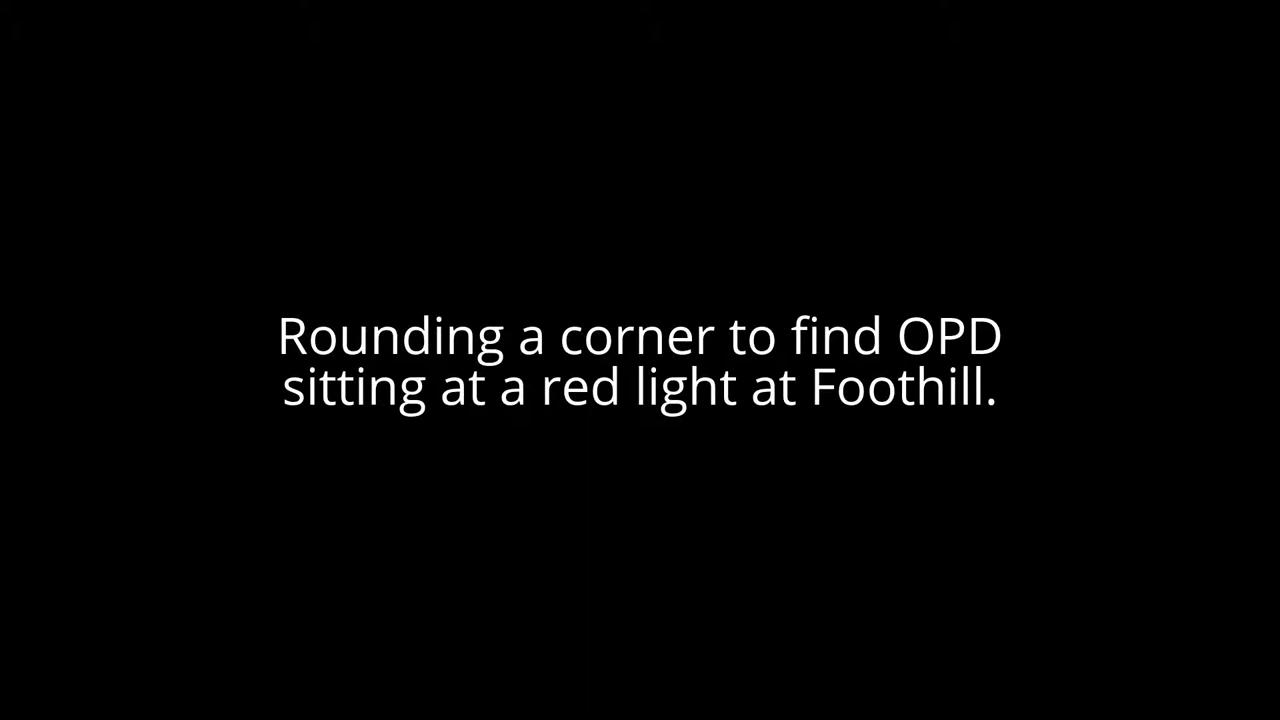 Rounding a corner to find OPD
sitting at a red light at Foothill.